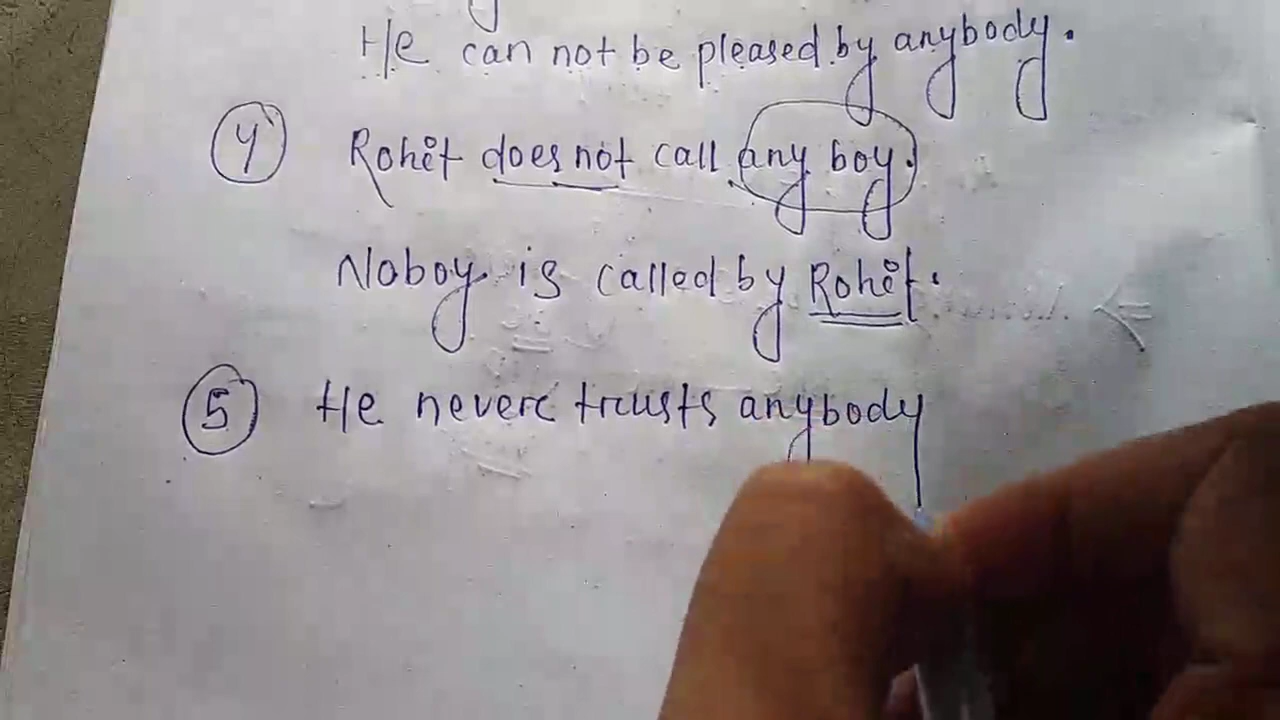 He can not be pleased by anybody.
4 Rohit does not call any boy.
Noboy is called by Rohit.
5 He never trusts anybody